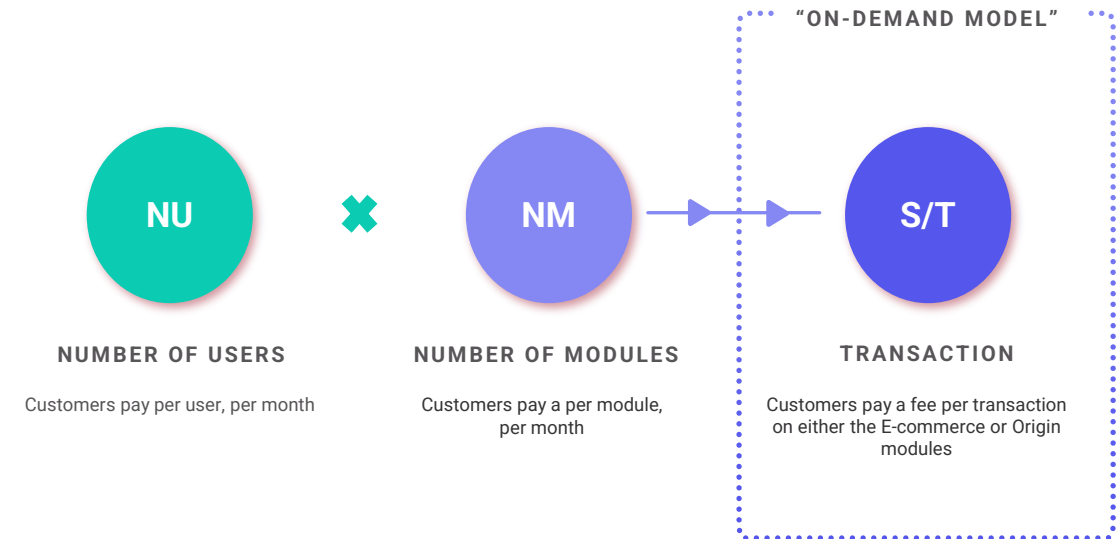 “ON-DEMAND MODEL”
NU
NM
S/T
NUMBER OF USERS
Customers pay per user, per month
NUMBER OF MODULES
Customers pay a per module,
per month
TRANSACTION
Customers pay a fee per transaction
on either the E-commerce or Origin
modules